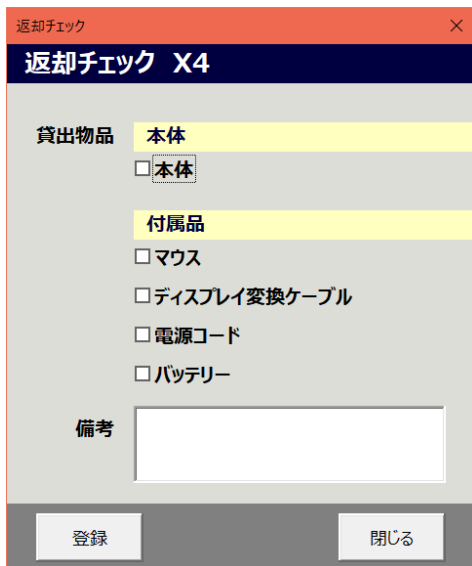 返却チェック
返却チェック X4
貸出物品 本体
本体
付属品
マウス
ディスプレイ変換ケーブル
電源コード
バッテリー
備考
登録 閉じる